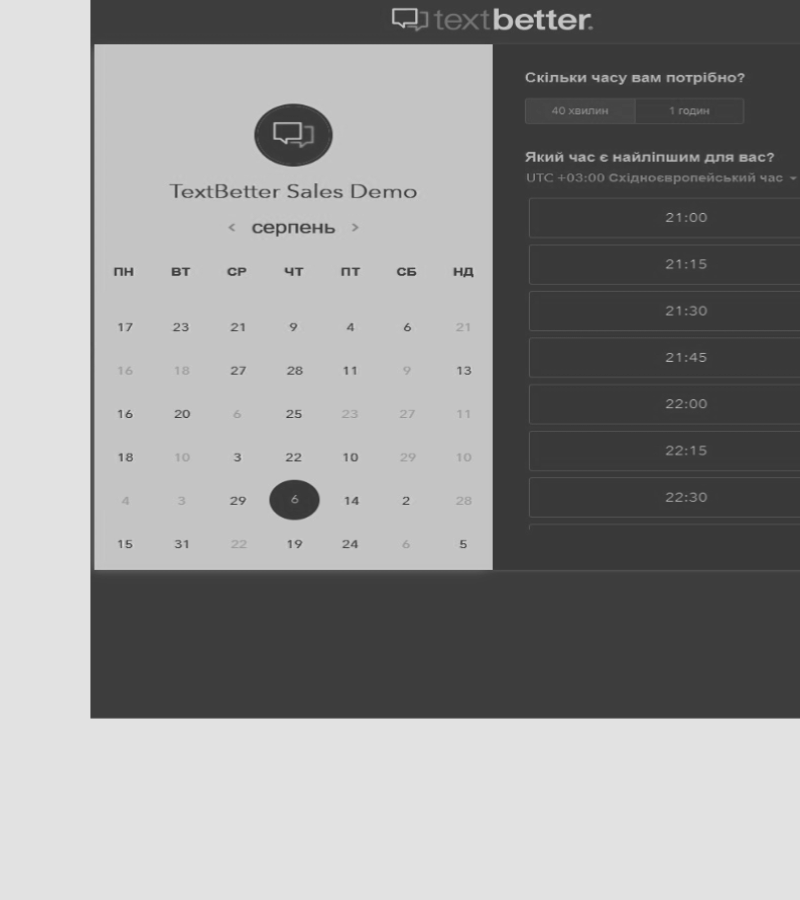 textbetter.
TextBetter Sales Demo
серпень
ПН ВТ СР ЧТ ПТ СБ НД
17 23 21 9 4 6 21
16 18 27 28 11 9 13
16 20 6 25 23 27 11
18 10 3 22 10 29 10
4 3 29 6 14 2 28
15 31 22 19 24 6 5
Скільки часу вам потрібно?
40 хвилин 1 годин
Який час є найліпшим для вас?
UTC +03:00 Східноєвропейський час
21:00
21:15
21:30
21:45
22:00
22:15
22:30